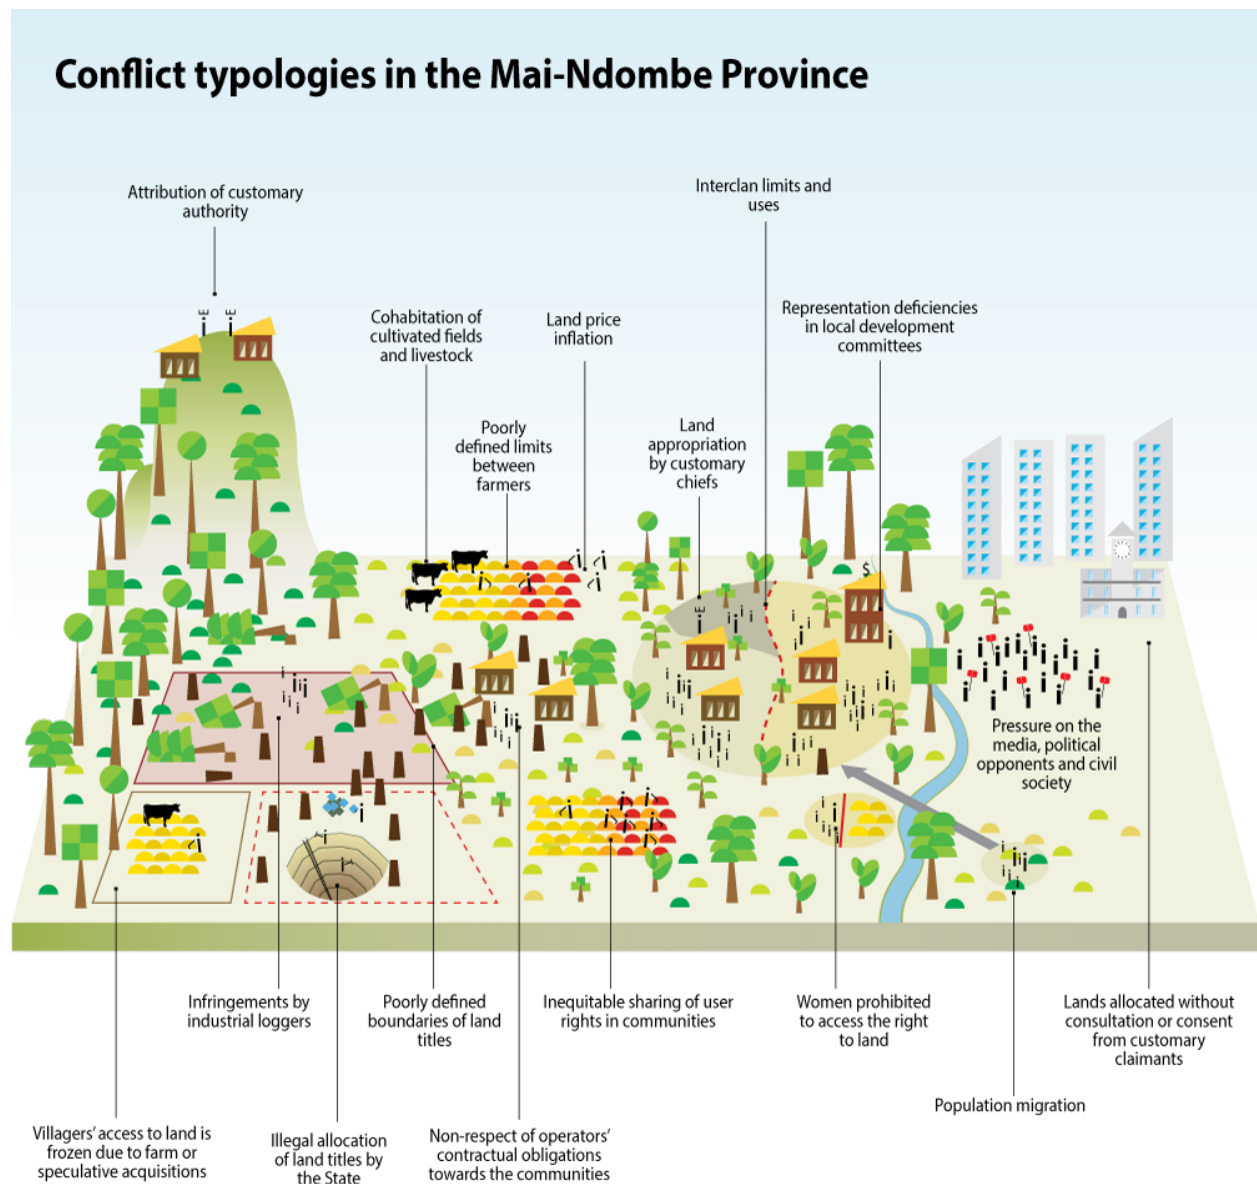 Conflict typologies in the Mai-Ndombe Province
Attribution of customary
authority
Interclan limits and
uses
Cohabitation of
cultivated fields
and livestock
Land price
inflation
Representation deficiencies
in local development
committees
Poorly
defined limits
between
farmers
Land
appropriation
by customary
chiefs
$
Pressure on the
media, political
opponents and civil
society
Infringements by
industrial loggers
Poorly defined
boundaries of land
titles
Inequitable sharing of user
rights in communities
Women prohibited
to access the right
to land
Lands allocated without
consultation or consent
from customary
claimants
Population migration
Villagers' access to land is
frozen due to farm or
speculative acquisitions
Illegal allocation
of land titles by
the State
Non-respect of operators'
contractual obligations
towards the communities